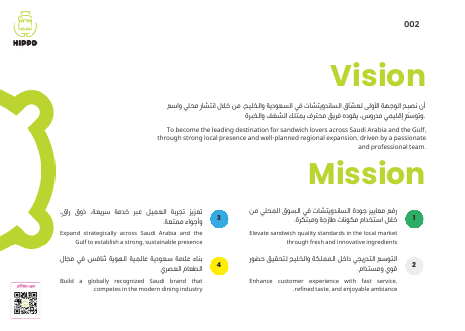 HIPPO
002
Vision
أن نصبح الوجهة الأولى لعشاق الساندويتشات في السعودية والخليج، من خلال انتشار محلي واسع
وتوسع إقليمي مدروس، يقوده فريق محترف يمتلك الشغف والخبرة.
To become the leading destination for sandwich lovers across Saudi Arabia and the Gulf,
through strong local presence and well-planned regional expansion, driven by a passionate
and professional team.
Mission
1
رفع معايير جودة الساندويتشات في السوق المحلي من
خلال استخدام مكونات طازجة ومبتكرة.
Elevate sandwich quality standards in the local market
through fresh and innovative ingredients
2
التوسع التدريجي داخل المملكة والخليج لتحقيق حضور
قوي ومستدام.
Enhance customer experience with fast service,
refined taste, and enjoyable ambiance.
3
تعزيز تجربة العميل عبر خدمة سريعة، ذوق راقٍ،
وأجواء ممتعة.
Expand strategically across Saudi Arabia and the
Gulf to establish a strong, sustainable presence
4
بناء علامة سعودية عالمية الهوية تنافس في مجال
الطعام العصري
Build a globally recognized Saudi brand that
competes in the modern dining industry.